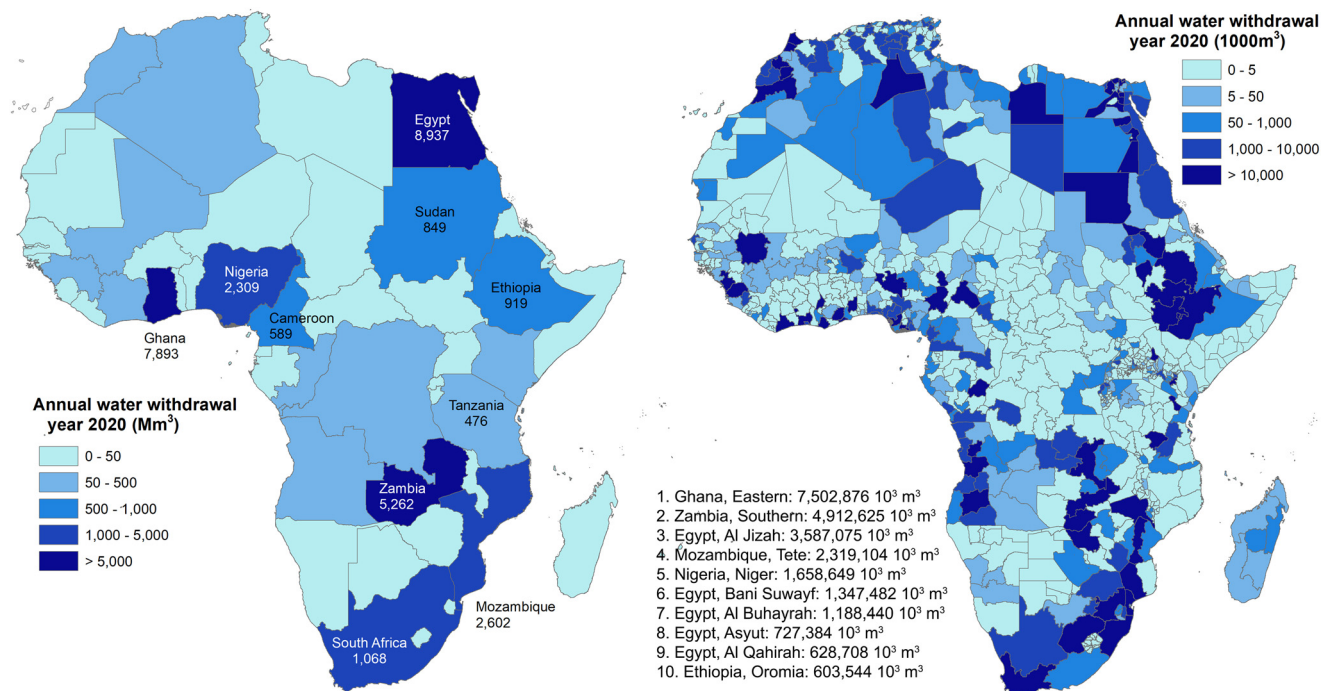 Egypt
8,937
Sudan
849
Nigeria
2,309
Ethiopia
919
Cameroon
589
Ghana
7,893
Tanzania
476
Zambia
5,262
Mozambique
2,602
South Africa
1,068
Annual water withdrawal
year 2020 (Mm³)
0 - 50
50 - 500
500 - 1,000
1,000 - 5,000
> 5,000
Annual water withdrawal
year 2020 (1000m³)
0 - 5
5 - 50
50 - 1,000
1,000 - 10,000
> 10,000
1. Ghana, Eastern: 7,502,876 10³ m³
2. Zambia, Southern: 4,912,625 10³ m³
3. Egypt, Al Jizah: 3,587,075 10³ m³
4. Mozambique, Tete: 2,319,104 10³ m³
5. Nigeria, Niger: 1,658,649 10³ m³
6. Egypt, Bani Suwayf: 1,347,482 10³ m³
7. Egypt, Al Buhayrah: 1,188,440 10³ m³
8. Egypt, Asyut: 727,384 10³ m³
9. Egypt, Al Qahirah: 628,708 10³ m³
10. Ethiopia, Oromia: 603,544 10³ m³